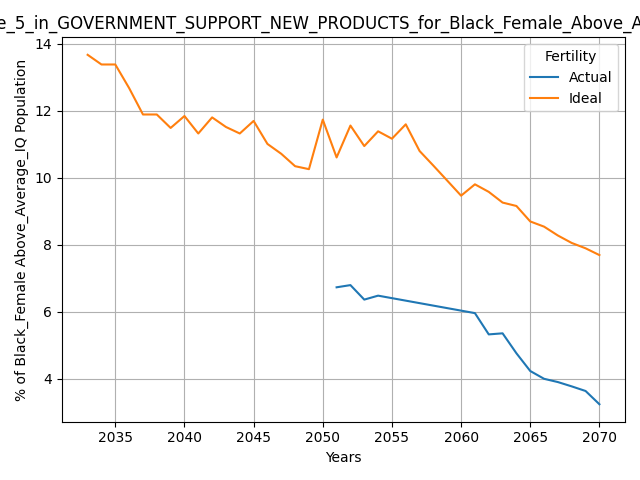 e_5_in_GOVERNMENT_SUPPORT_NEW_PRODUCTS_for_Black_Female_Above_A
14
12
10
8
6
4
% of Black_Female Above_Average_IQ Population
Fertility
Actual
Ideal
2035
2040
2045
2050
2055
2060
2065
2070
Years